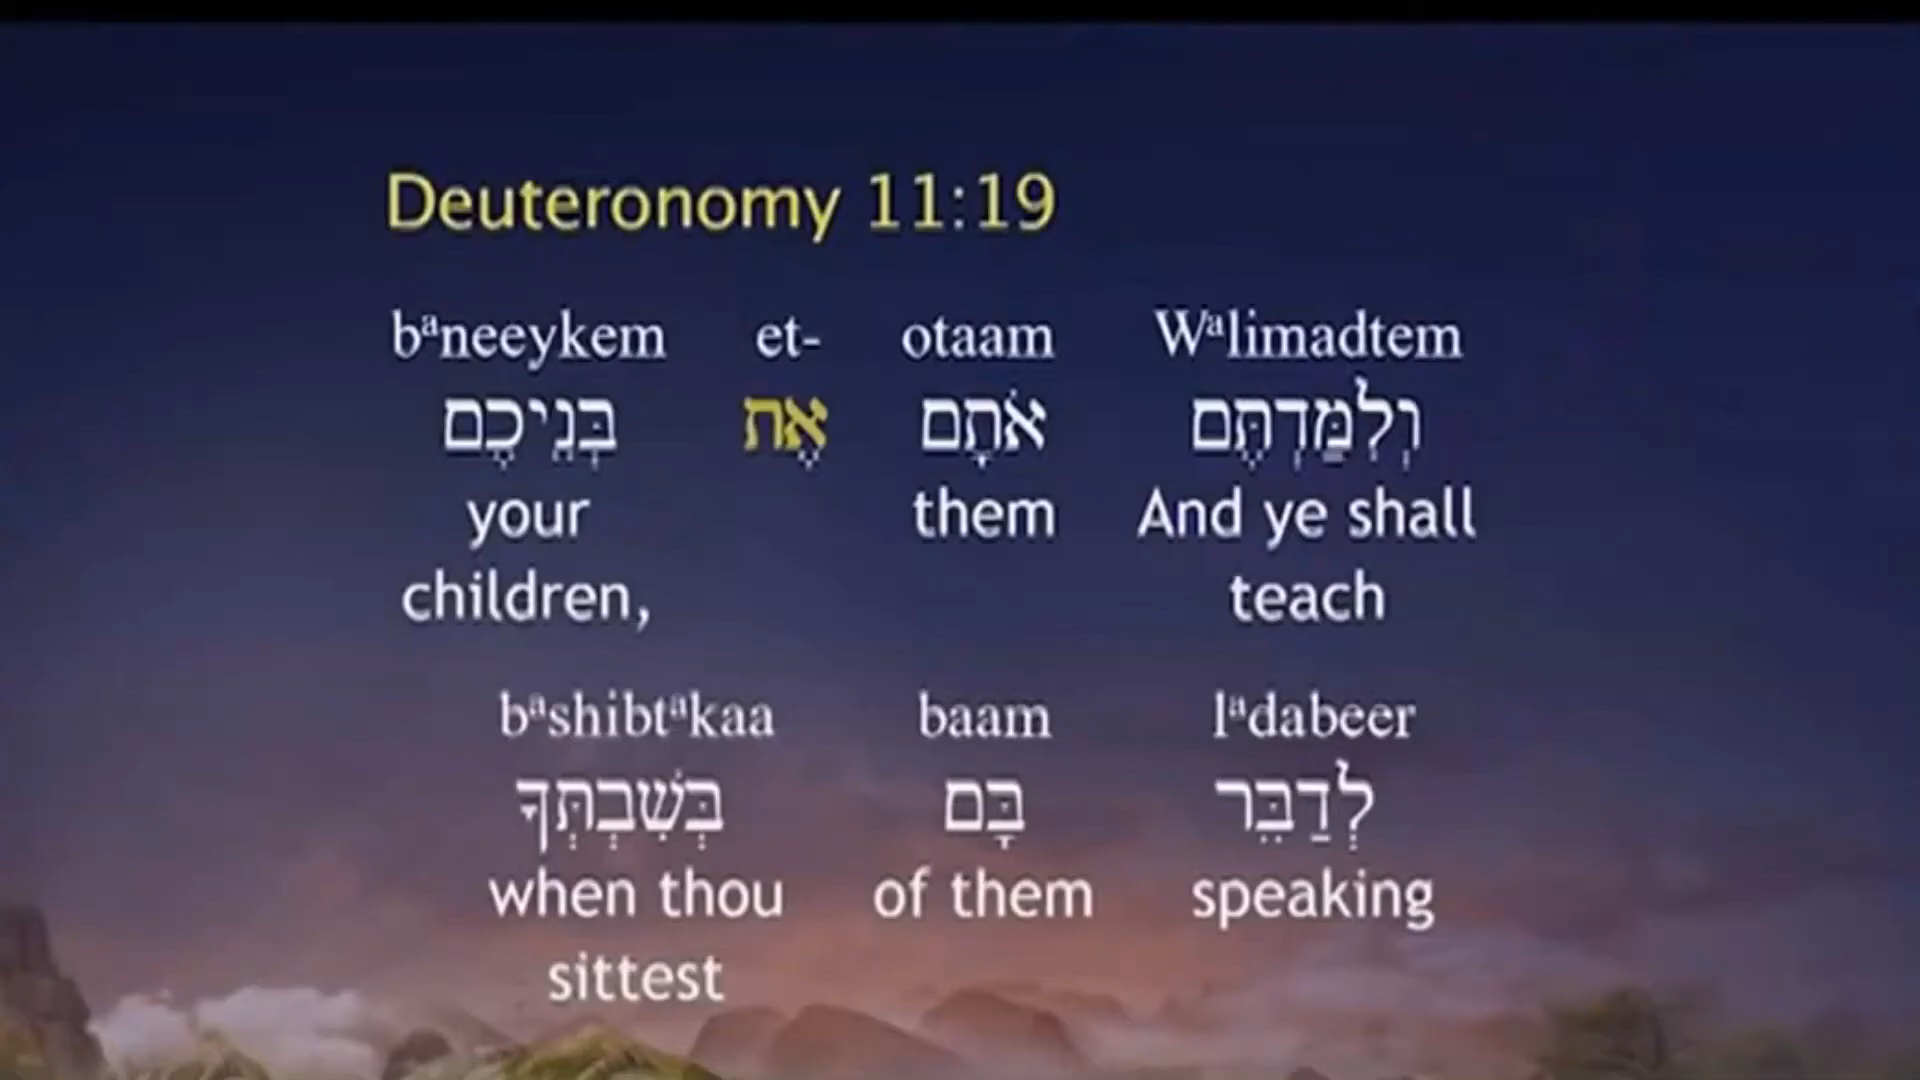 Deuteronomy 11:19
bᵃneeykem et- otaam Wᵃlimadtem
וְלִמַּדְתֶּם אֹתָם אֶת בְּנֵיכֶם
your them And ye shall
children, teach
bᵃshibtᵃkaa baam lᵃdabeer
לְדַבֵּר בָּם בְּשִׁבְתְּךָ
when thou of them speaking
sittest